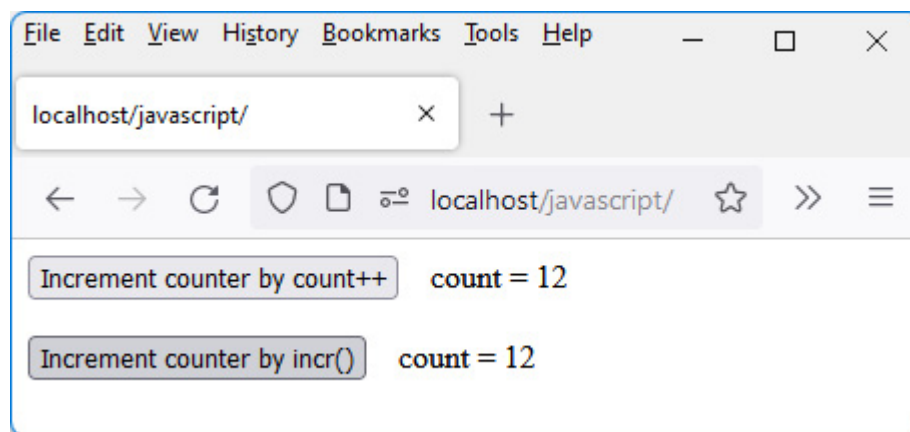 File Edit View History Bookmarks Tools Help
localhost/javascript/
localhost/javascript/
Increment counter by count++ count = 12
Increment counter by incr() count = 12